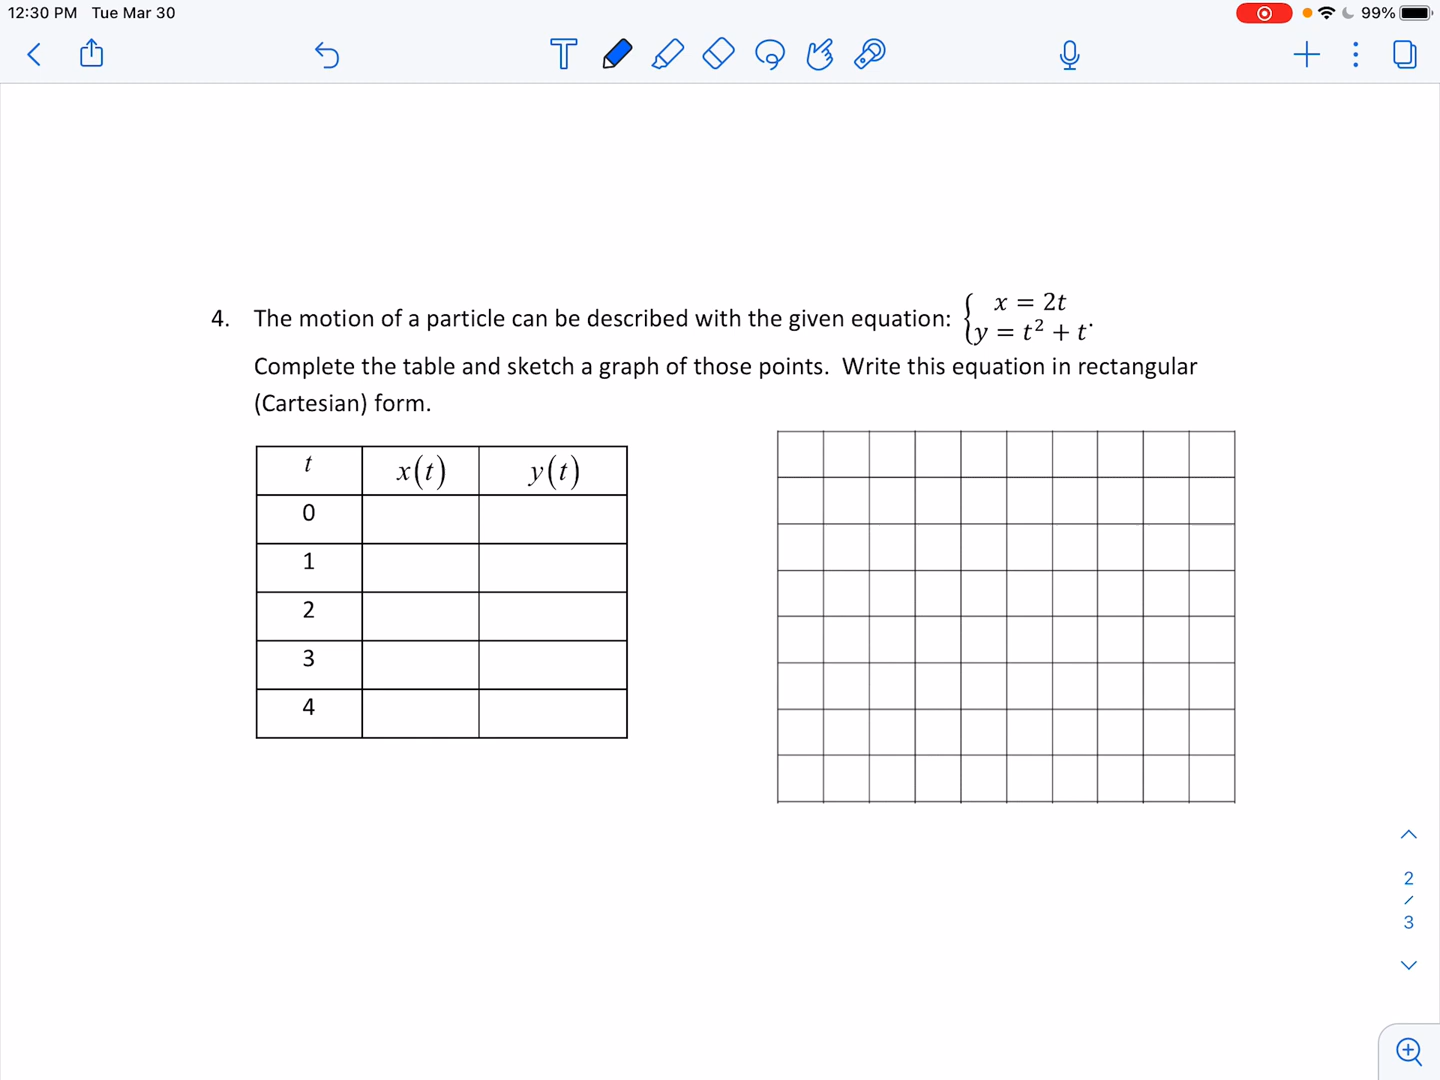 12:30 PM Tue Mar 30
99%
T
4. The motion of a particle can be described with the given equation: { x = 2t
y = t² + t.
Complete the table and sketch a graph of those points. Write this equation in rectangular
(Cartesian) form.
t x(t) y(t)
0
1
2
3
4
2
/
3